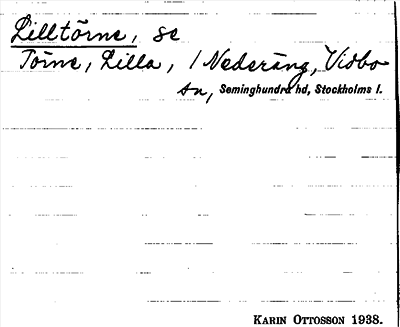 Lilltörne, se
Törne, Lilla, / Nederäng, Vidbo
sn, Seminghundra hd, Stockholms l.
KARIN OTTOSSON 1938.